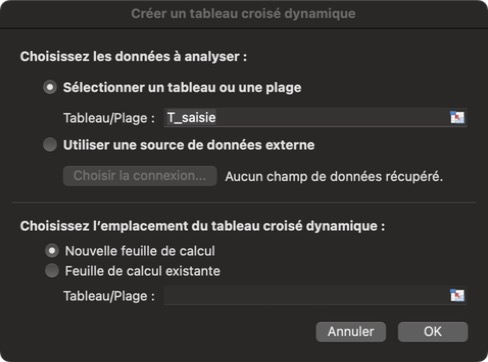 Créer un tableau croisé dynamique
Choisissez les données à analyser :
Sélectionner un tableau ou une plage
Tableau/Plage : T_saisie
Utiliser une source de données externe
Choisir la connexion... Aucun champ de données récupéré.
Choisissez l’emplacement du tableau croisé dynamique :
Nouvelle feuille de calcul
Feuille de calcul existante
Tableau/Plage :
Annuler OK